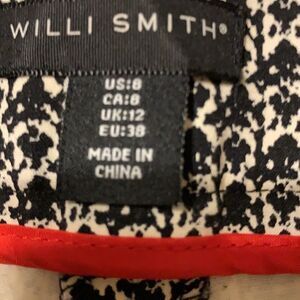 WILLI SMITH®
US:8
CA:8
UK:12
EU:38
MADE IN
CHINA